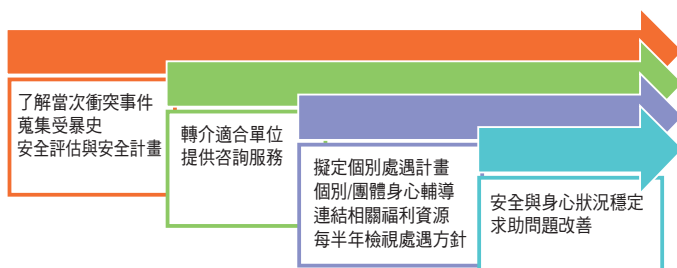 了解當次衝突事件
蒐集受暴史
安全評估與安全計畫
轉介適合單位
提供咨詢服務
擬定個別處遇計畫
個別/團體身心輔導
連結相關福利資源
每半年檢視處遇方針
安全與身心狀況穩定
求助問題改善